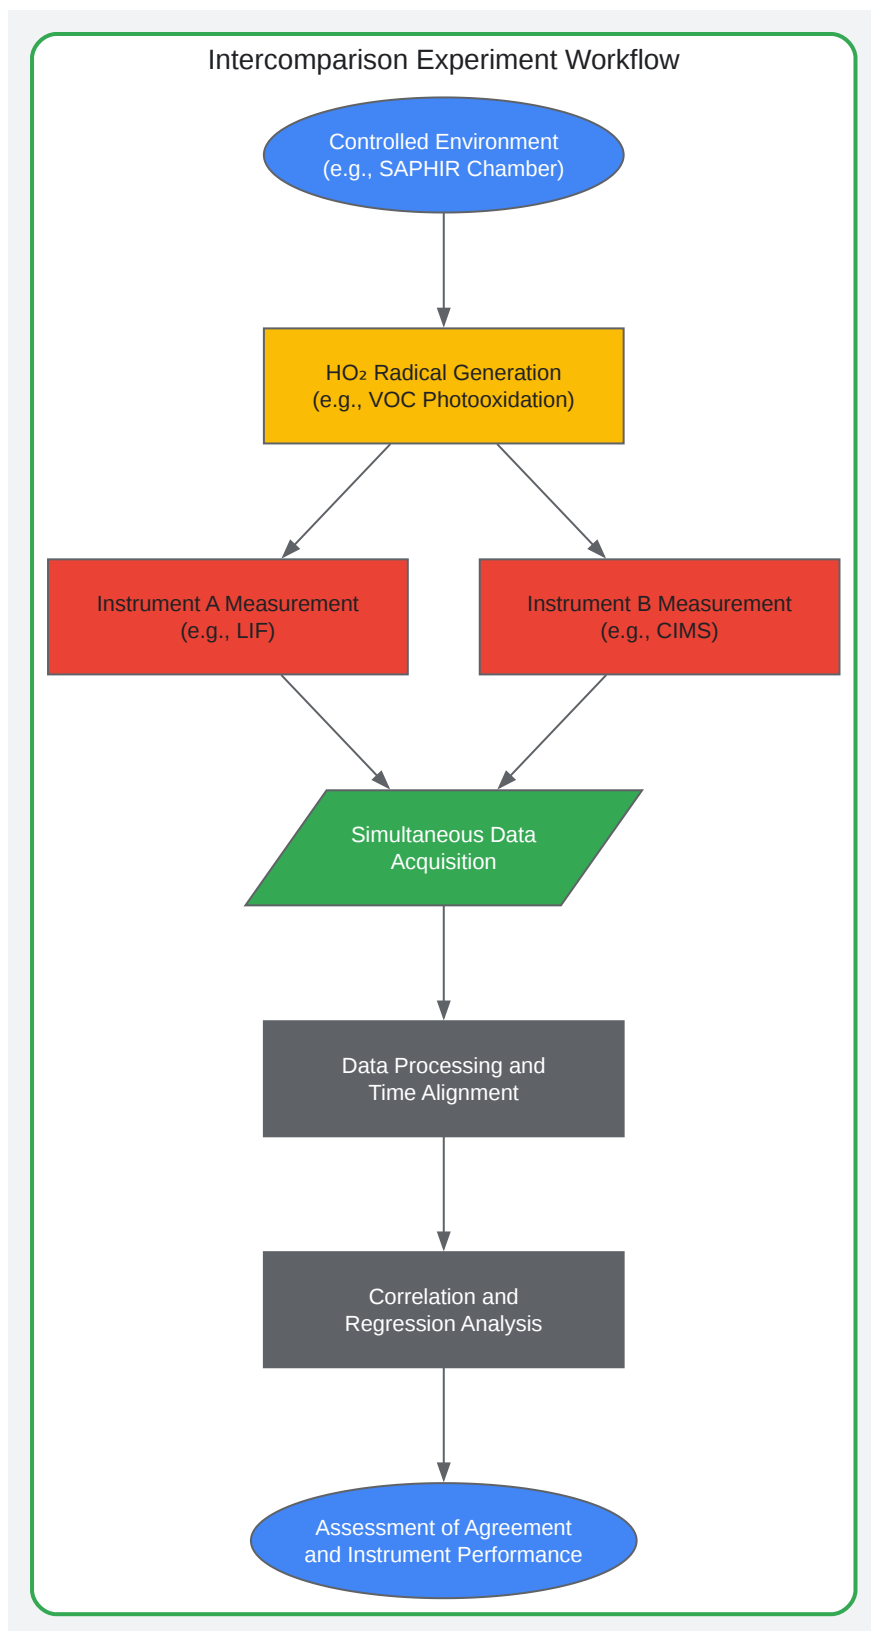 Intercomparison Experiment Workflow
Controlled Environment
(e.g., SAPHIR Chamber)
HO₂ Radical Generation
(e.g., VOC Photooxidation)
Instrument A Measurement
(e.g., LIF)
Instrument B Measurement
(e.g., CIMS)
Simultaneous Data
Acquisition
Data Processing and
Time Alignment
Correlation and
Regression Analysis
Assessment of Agreement
and Instrument Performance